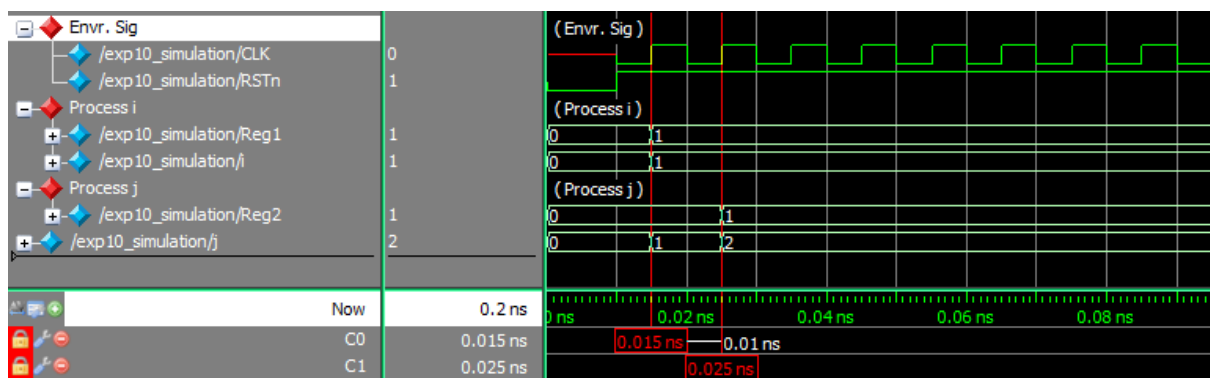 Envr. Sig (Envr. Sig)
/exp10_simulation/CLK 0
/exp10_simulation/RSTn 1
Process i (Process i)
/exp10_simulation/Reg1 1 0 1
/exp10_simulation/i 1 0 1
Process j (Process j)
/exp10_simulation/Reg2 1 0 1
/exp10_simulation/j 2 0 1 2
Now 0.2 ns ns 0.02 ns 0.04 ns 0.06 ns 0.08 ns
C0 0.015 ns 0.015 ns 0.01 ns
C1 0.025 ns 0.025 ns